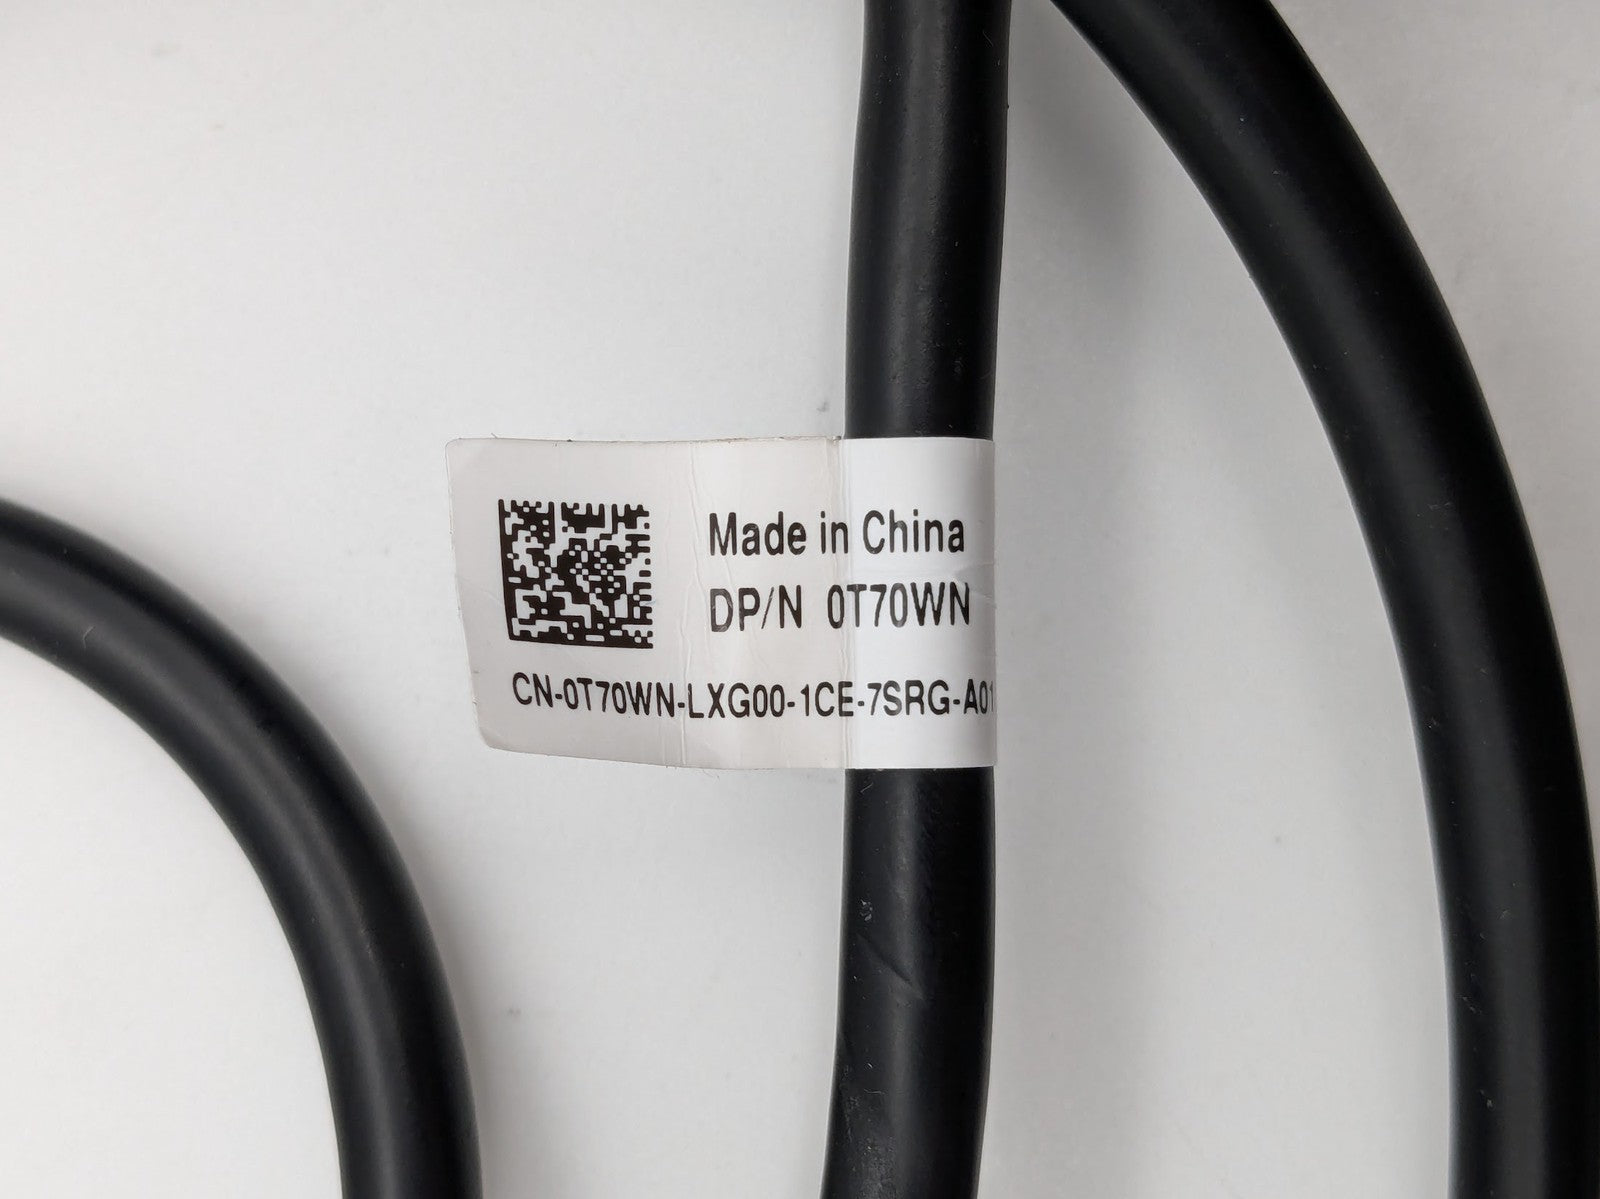 Made in China
DP/N 0T70WN
CN-0T70WN-LXG00-1CE-7SRG-A01